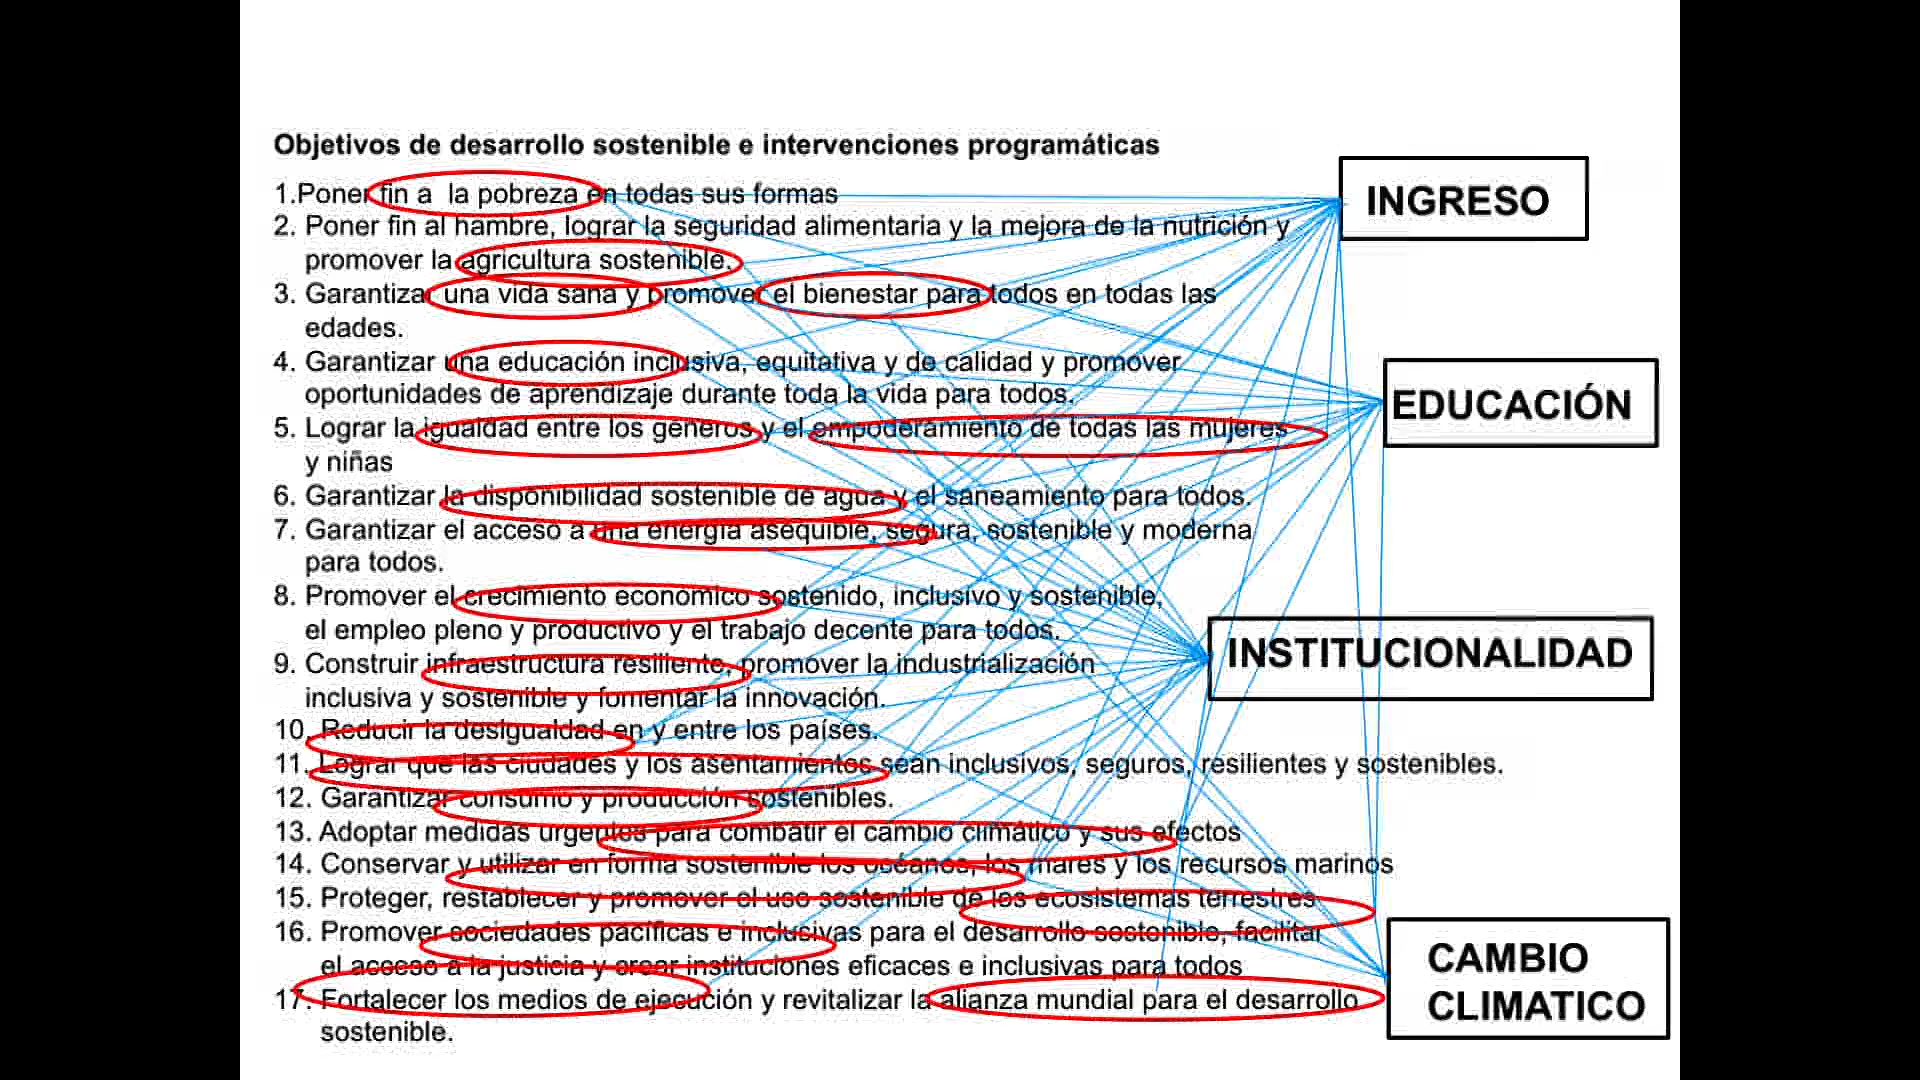 Objetivos de desarrollo sostenible e intervenciones programáticas
1.Poner fin a la pobreza en todas sus formas
2. Poner fin al hambre, lograr la seguridad alimentaria y la mejora de la nutrición y
promover la agricultura sostenible.
3. Garantizar una vida sana y promover el bienestar para todos en todas las
edades.
4. Garantizar una educación inclusiva, equitativa y de calidad y promover
oportunidades de aprendizaje durante toda la vida para todos.
5. Lograr la igualdad entre los géneros y el empoderamiento de todas las mujeres
y niñas
6. Garantizar la disponibilidad sostenible de agua y el saneamiento para todos.
7. Garantizar el acceso a una energía asequible, segura, sostenible y moderna
para todos.
8. Promover el crecimiento económico sostenido, inclusivo y sostenible,
el empleo pleno y productivo y el trabajo decente para todos.
9. Construir infraestructura resiliente, promover la industrialización
inclusiva y sostenible y fomentar la innovación.
10. Reducir la desigualdad en y entre los países.
11. Lograr que las ciudades y los asentamientos sean inclusivos, seguros, resilientes y sostenibles.
12. Garantizar consumo y producción sostenibles.
13. Adoptar medidas urgentes para combatir el cambio climático y sus efectos
14. Conservar y utilizar en forma sostenible los océanos, los mares y los recursos marinos
15. Proteger, restablecer y promover el uso sostenible de los ecosistemas terrestres
16. Promover sociedades pacíficas e inclusivas para el desarrollo sostenible, facilitar
el acceso a la justicia y crear instituciones eficaces e inclusivas para todos
17. Fortalecer los medios de ejecución y revitalizar la alianza mundial para el desarrollo
sostenible.
INGRESO
EDUCACIÓN
INSTITUCIONALIDAD
CAMBIO
CLIMATICO